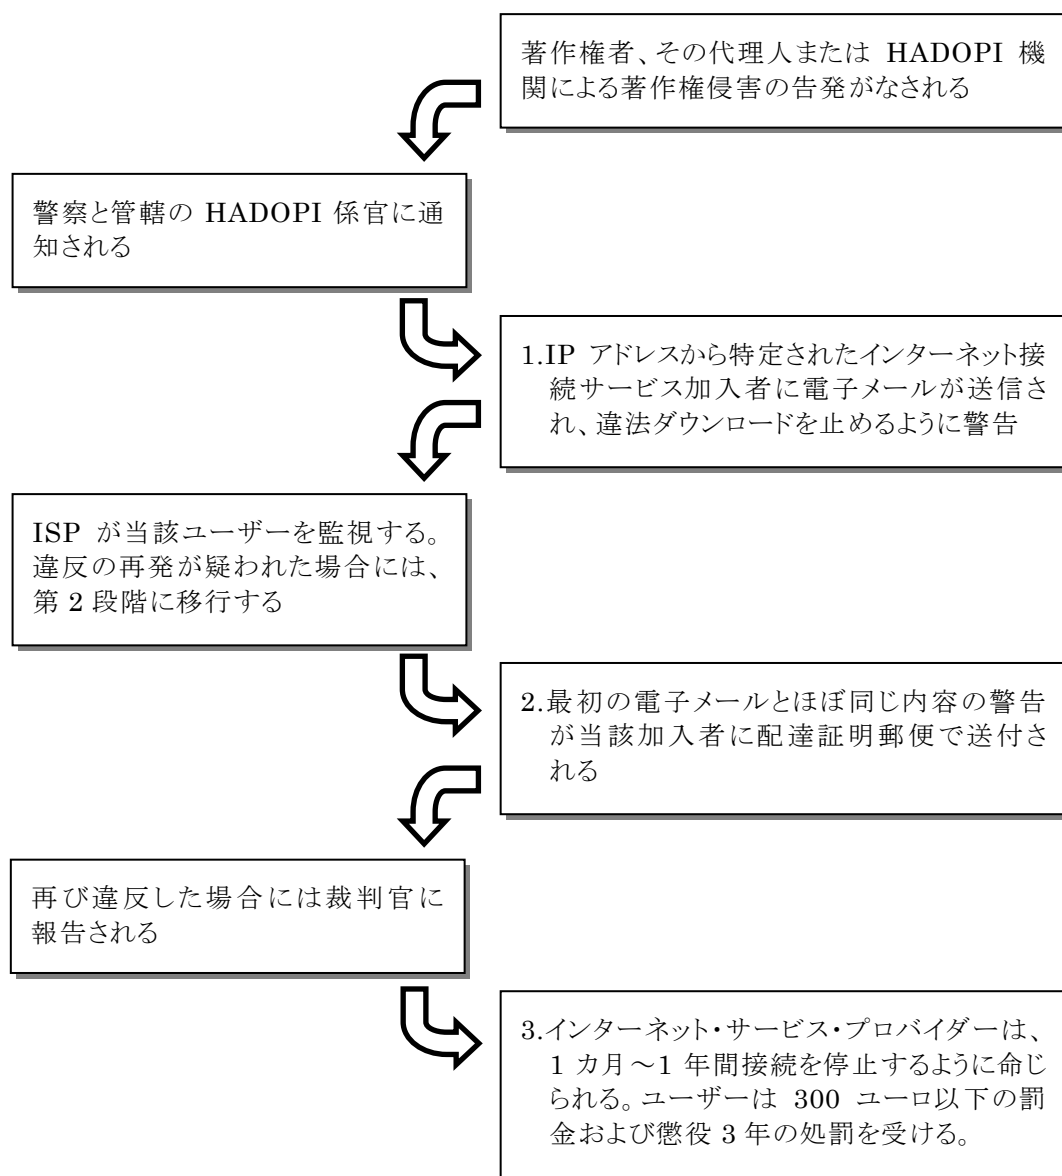 著作権者、その代理人または HADOPI 機
関による著作権侵害の告発がなされる
警察と管轄の HADOPI 係官に通
知される
1.IP アドレスから特定されたインターネット接
続サービス加入者に電子メールが送信さ
れ、違法ダウンロードを止めるように警告
ISP が当該ユーザーを監視する。
違反の再発が疑われた場合には、
第 2 段階に移行する
2.最初の電子メールとほぼ同じ内容の警告
が当該加入者に配達証明郵便で送付さ
れる
再び違反した場合には裁判官に
報告される
3.インターネット・サービス・プロバイダーは、
1 カ月～1 年間接続を停止するように命じ
られる。ユーザーは 300 ユーロ以下の罰
金および懲役 3 年の処罰を受ける。